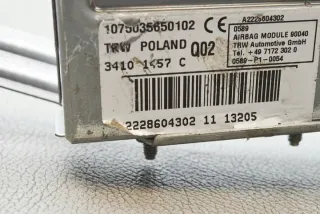 1075035650102
TRW POLAND Q02
3410 1457 C
A2228604302
0589
AIRBAG MODULE 90040
TRW Automotive GmbH
Tel. +49 7172 302 0
0589-P1-0054
2228604302 11 13205